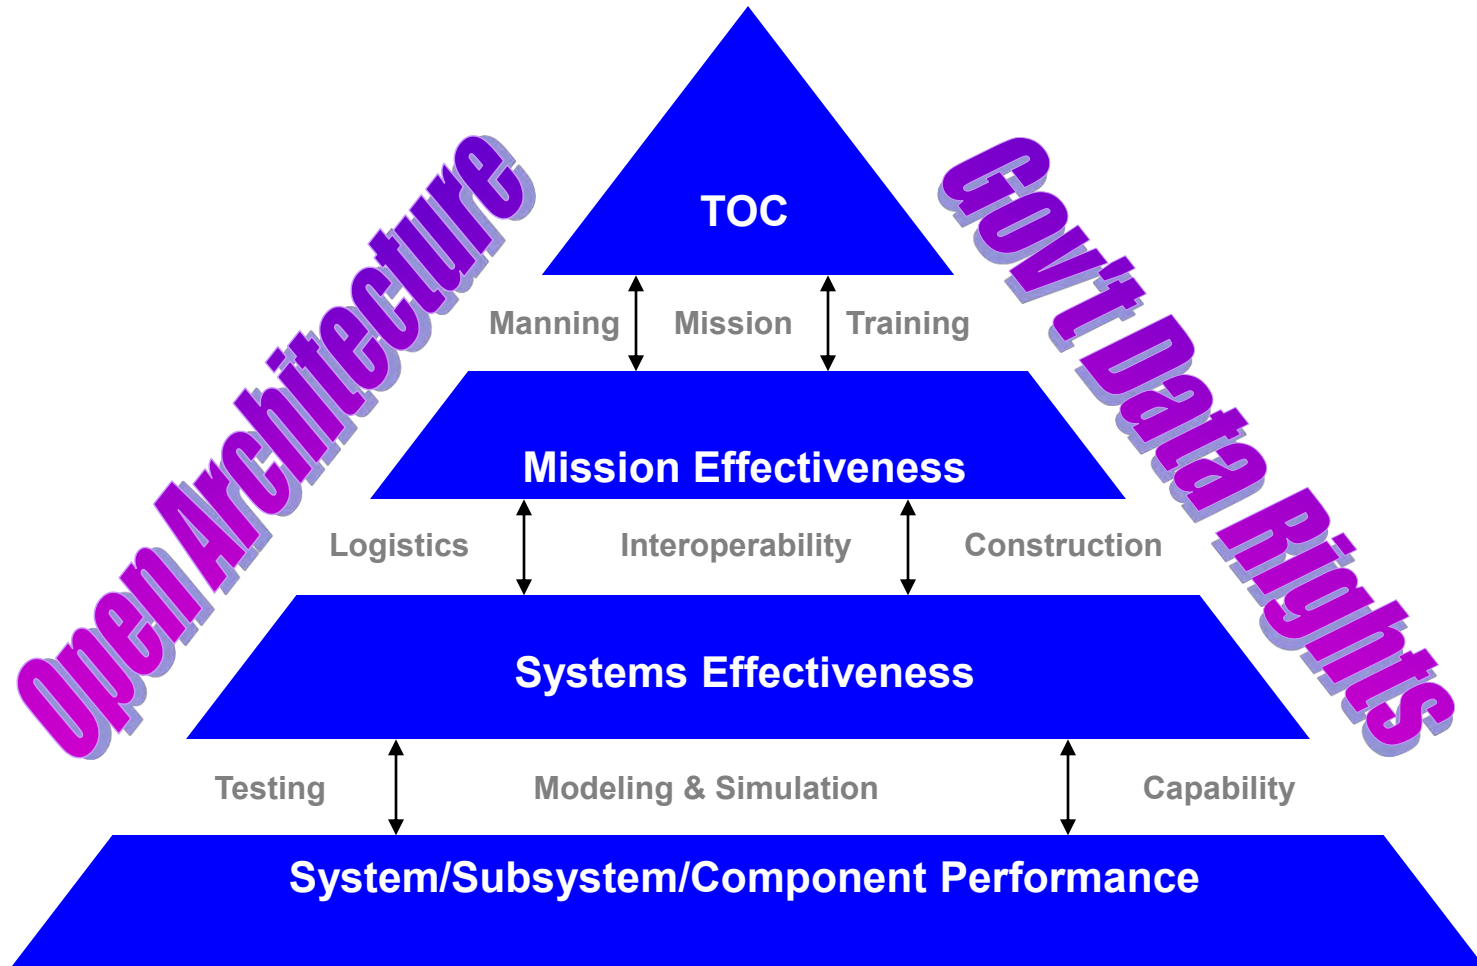 TOC
Open Architecture
Gov't Data Rights
Manning Mission Training
Mission Effectiveness
Logistics Interoperability Construction
Systems Effectiveness
Testing Modeling & Simulation Capability
System/Subsystem/Component Performance